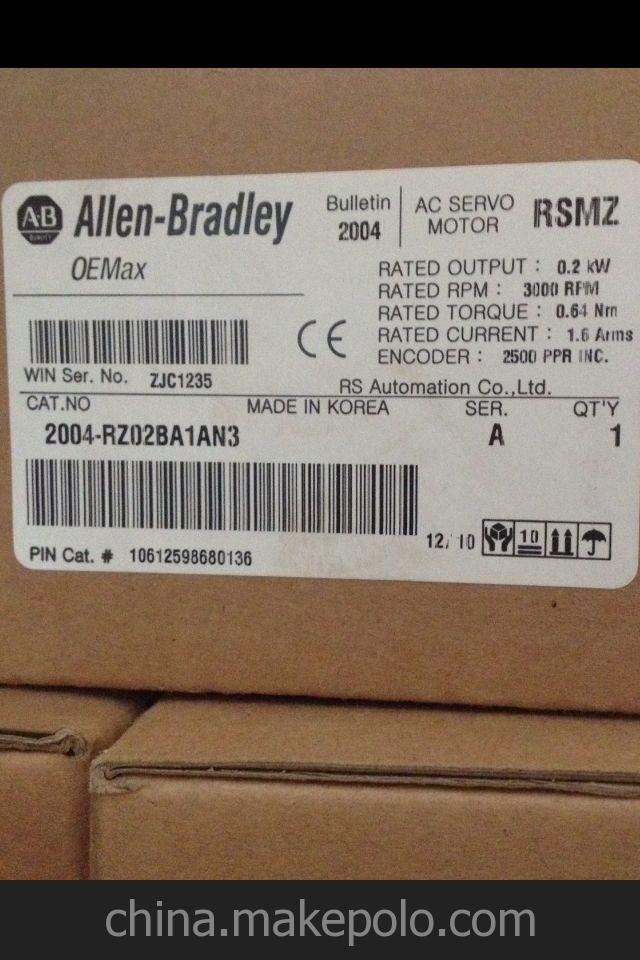 A·B
QUALITY
Allen-Bradley
Bulletin
2004
AC SERVO
MOTOR
RSMZ
OEMax
RATED OUTPUT : 0.2 kW
RATED RPM : 3000 RPM
RATED TORQUE : 0.64 Nm
RATED CURRENT : 1.6 Arms
ENCODER : 2500 PPR INC.
CE
WIN Ser. No. ZJC1235
RS Automation Co.,Ltd.
CAT.NO
MADE IN KOREA
SER.
QT'Y
2004-RZ02BA1AN3
A
1
12/10
10
PIN Cat. # 10612598680136
china.makepolo.com